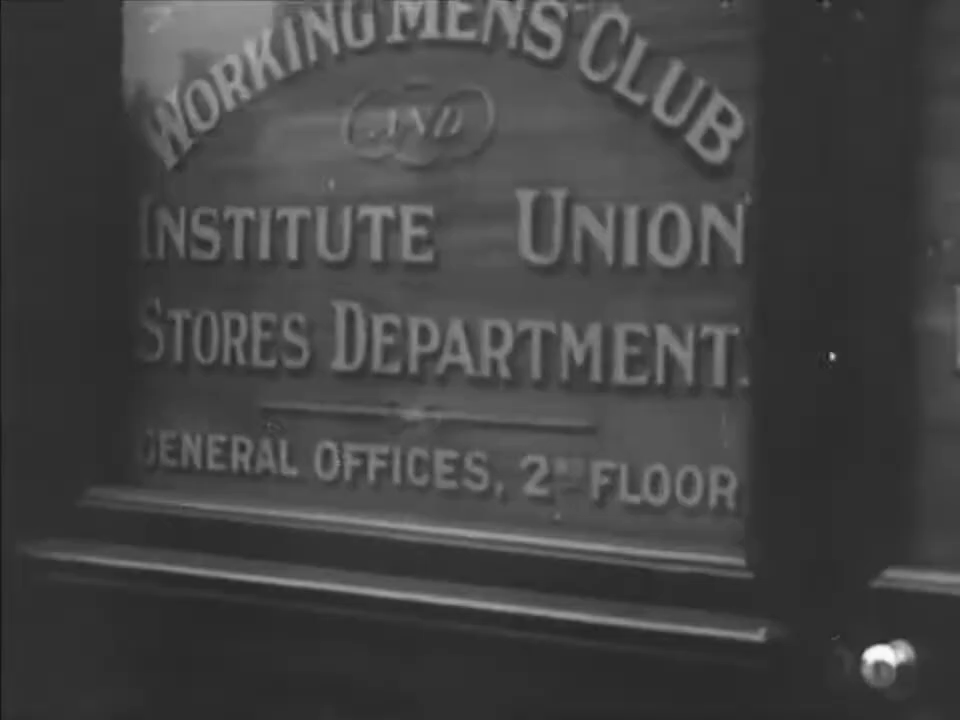 WORKING MENS CLUB
AND
INSTITUTE UNION
STORES DEPARTMENT.
GENERAL OFFICES, 2ND FLOOR